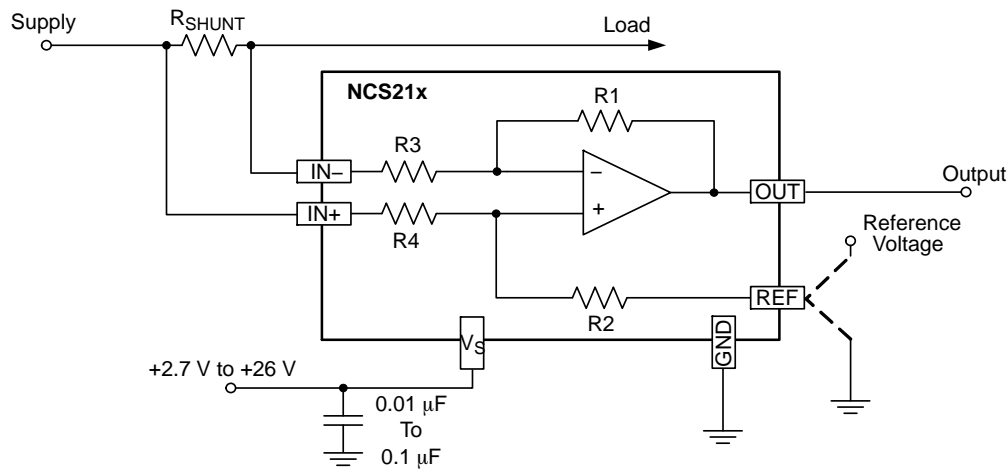 Supply
RSHUNT
Load
NCS21x
R1
R3
IN–
–
OUT
Output
IN+
+
R4
Reference
Voltage
REF
R2
VS
GND
+2.7 V to +26 V
0.01 μF
To
0.1 μF